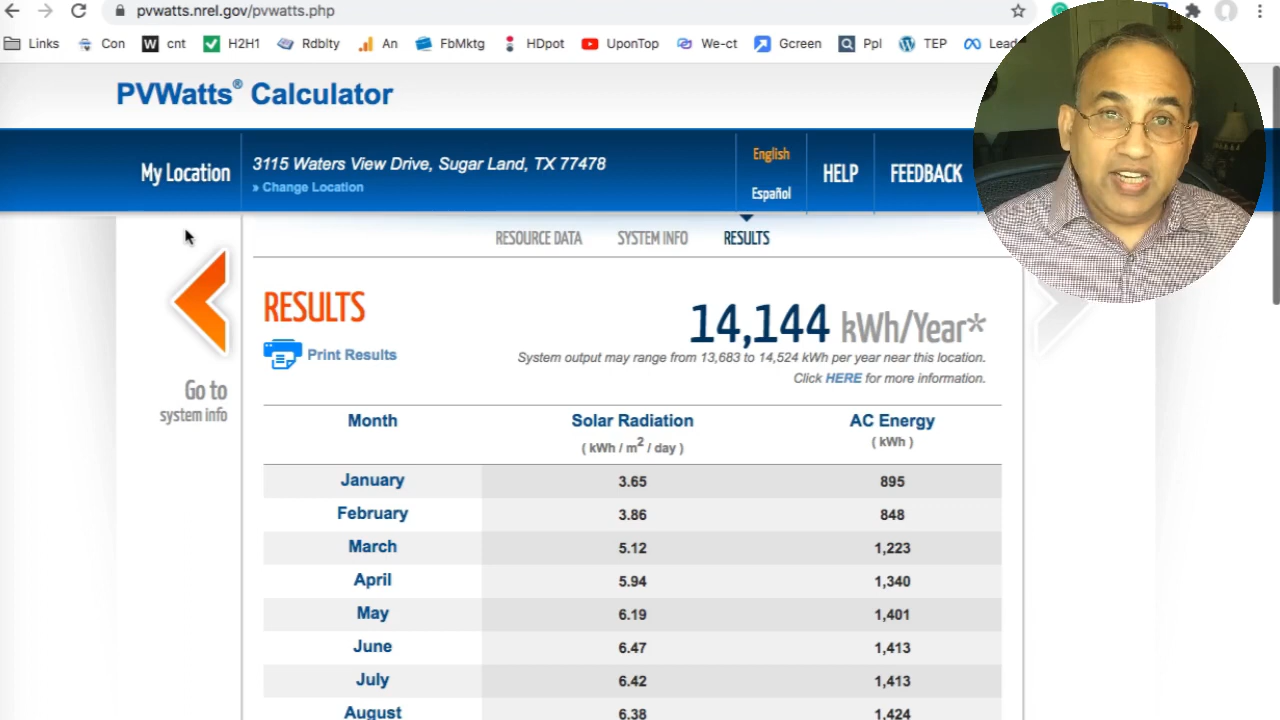 pvwatts.nrel.gov/pvwatts.php
Links Con W cnt H2H1 Rdblty An FbMktg HDpot UponTop We-ct Gcreen Ppl TEP Lead
PVWatts® Calculator
My Location
3115 Waters View Drive, Sugar Land, TX 77478
» Change Location
English
Español
HELP
FEEDBACK
RESOURCE DATA SYSTEM INFO RESULTS
RESULTS
Print Results
14,144 kWh/Year*
System output may range from 13,683 to 14,524 kWh per year near this location.
Click HERE for more information.
Go to
system info
Month Solar Radiation AC Energy
( kWh / m2 / day ) ( kWh )
January 3.65 895
February 3.86 848
March 5.12 1,223
April 5.94 1,340
May 6.19 1,401
June 6.47 1,413
July 6.42 1,413
August 6.38 1,424